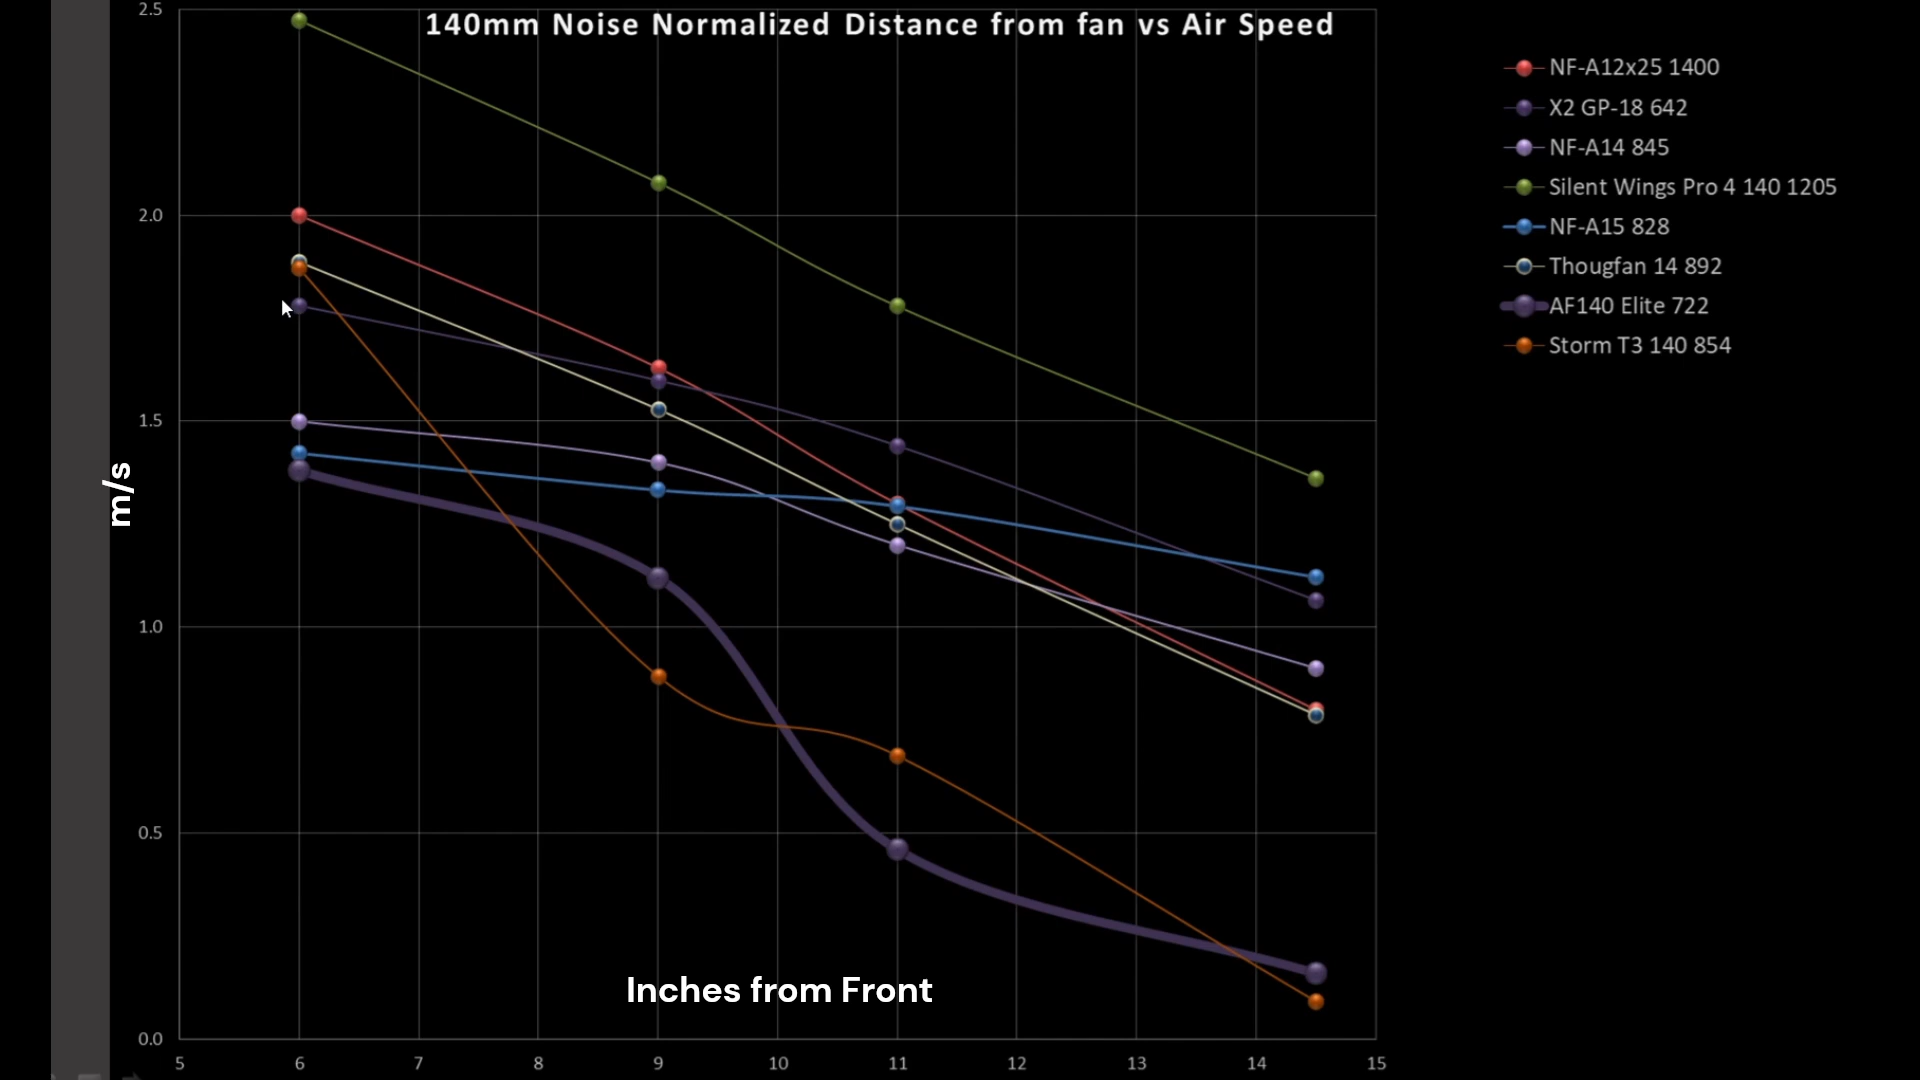 140mm Noise Normalized Distance from fan vs Air Speed
2.5
2.0
1.5
1.0
0.5
0.0
m/s
5 6 7 8 9 10 11 12 13 14 15
Inches from Front
NF-A12x25 1400
X2 GP-18 642
NF-A14 845
Silent Wings Pro 4 140 1205
NF-A15 828
Thougfan 14 892
AF140 Elite 722
Storm T3 140 854